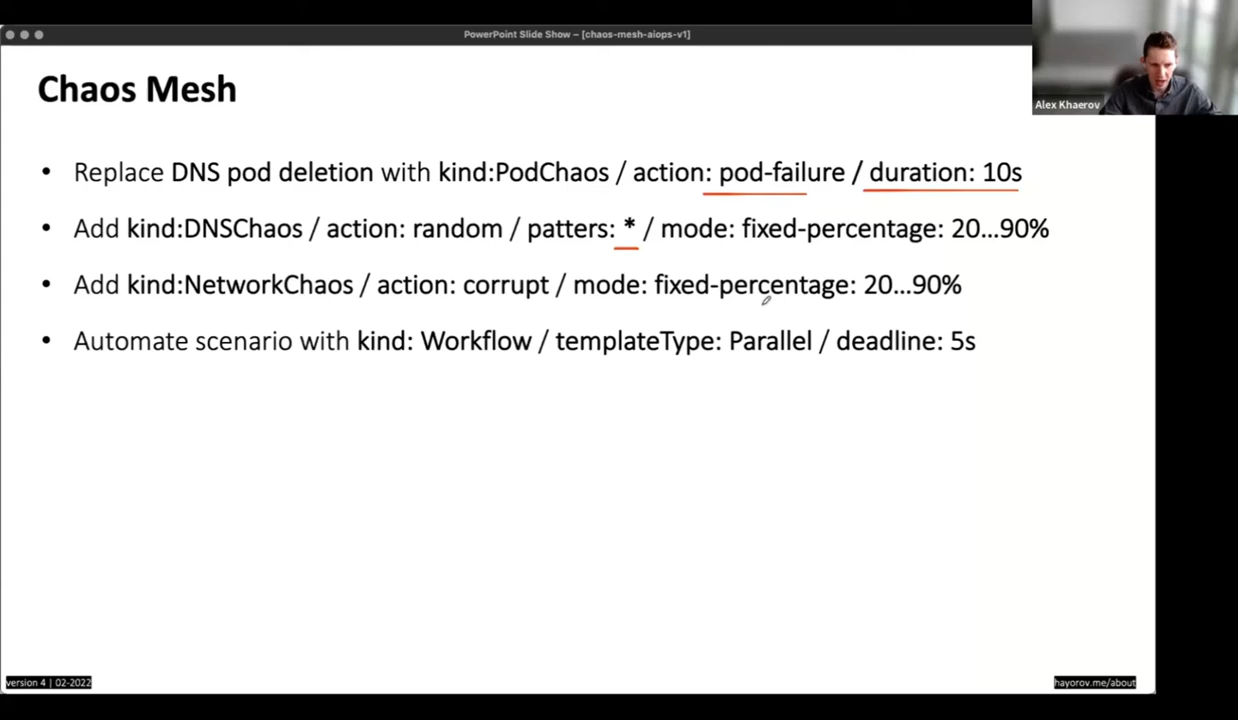 PowerPoint Slide Show – [chaos-mesh-aiops-v1]
Chaos Mesh
Alex Khaerov
• Replace DNS pod deletion with kind:PodChaos / action: pod-failure / duration: 10s
• Add kind:DNSChaos / action: random / patters: * / mode: fixed-percentage: 20...90%
• Add kind:NetworkChaos / action: corrupt / mode: fixed-percentage: 20...90%
• Automate scenario with kind: Workflow / templateType: Parallel / deadline: 5s
version 4 | 02-2022
hayorov.me/about